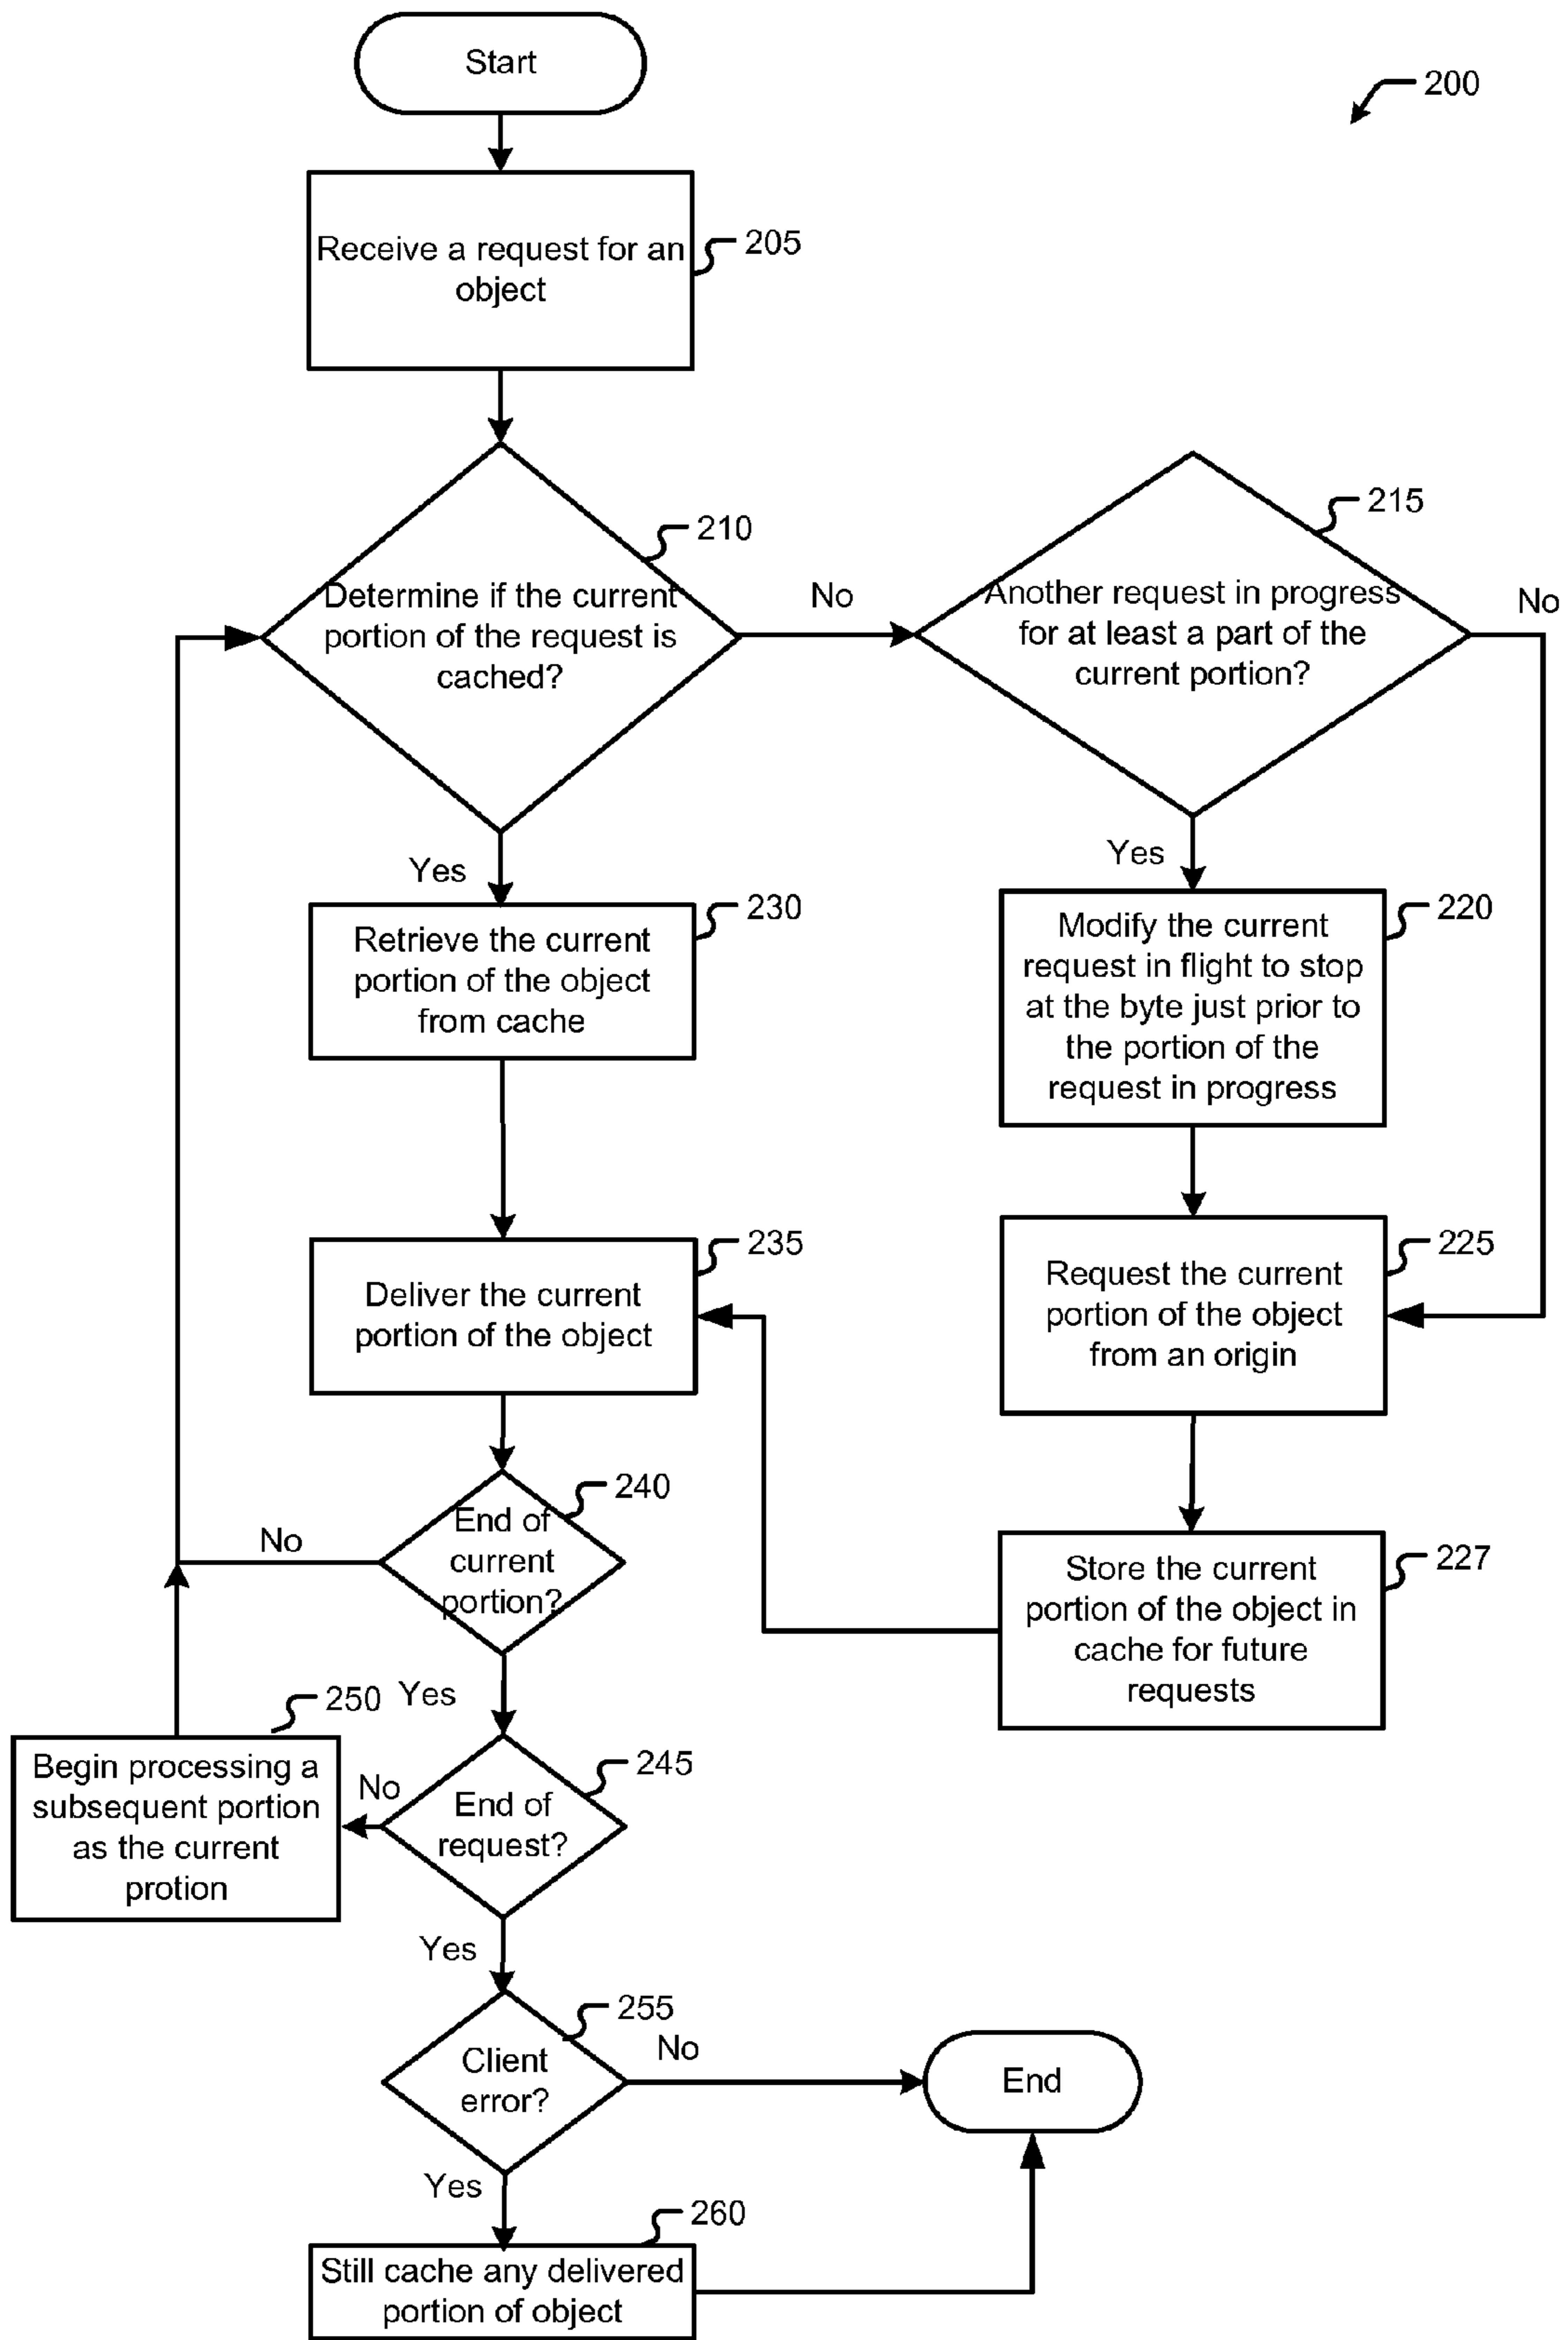 Start
200
Receive a request for an
object
205
210
Determine if the current
portion of the request is
cached?
No
215
Another request in progress
for at least a part of the
current portion?
No
Yes
Yes
230
Retrieve the current
portion of the object
from cache
220
Modify the current
request in flight to stop
at the byte just prior to
the portion of the
request in progress
235
Deliver the current
portion of the object
225
Request the current
portion of the object
from an origin
240
End of
current
portion?
No
227
Store the current
portion of the object in
cache for future
requests
Yes
250
Begin processing a
subsequent portion
as the current
protion
No
245
End of
request?
Yes
255
Client
error?
No
End
Yes
260
Still cache any delivered
portion of object